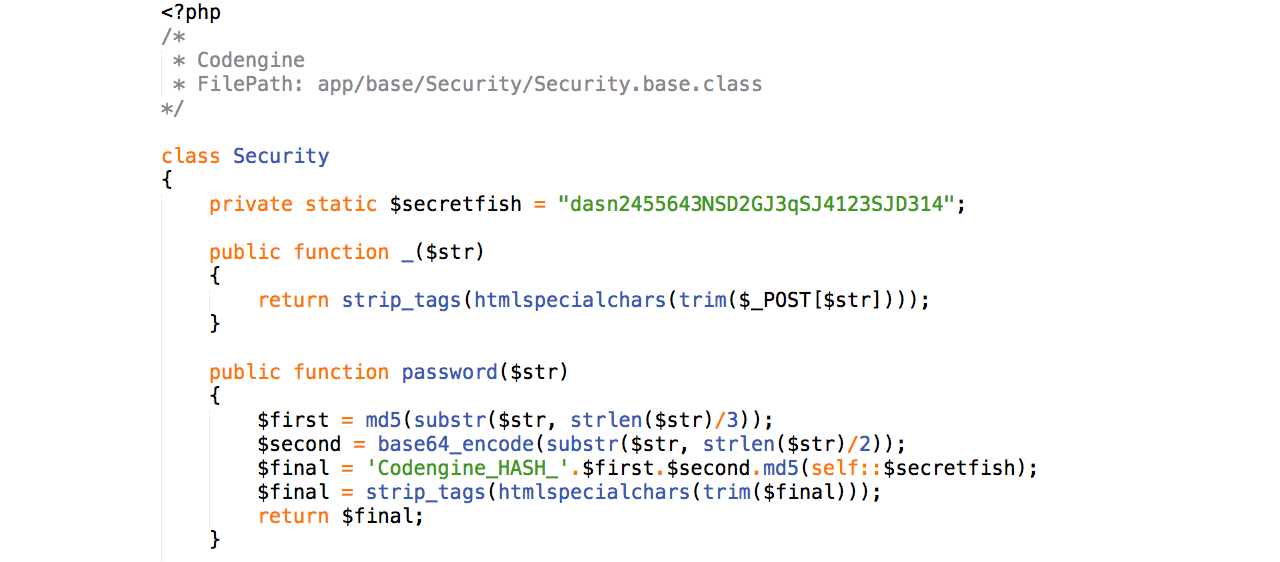 <?php
/*
 * Codengine
 * FilePath: app/base/Security/Security.base.class
*/
class Security
{
    private static $secretfish = "dasn2455643NSD2GJ3qSJ4123SJD314";
    public function _($str)
    {
        return strip_tags(htmlspecialchars(trim($_POST[$str])));
    }
    public function password($str)
    {
        $first = md5(substr($str, strlen($str)/3));
        $second = base64_encode(substr($str, strlen($str)/2));
        $final = 'Codengine_HASH_'.$first.$second.md5(self::$secretfish);
        $final = strip_tags(htmlspecialchars(trim($final)));
        return $final;
    }